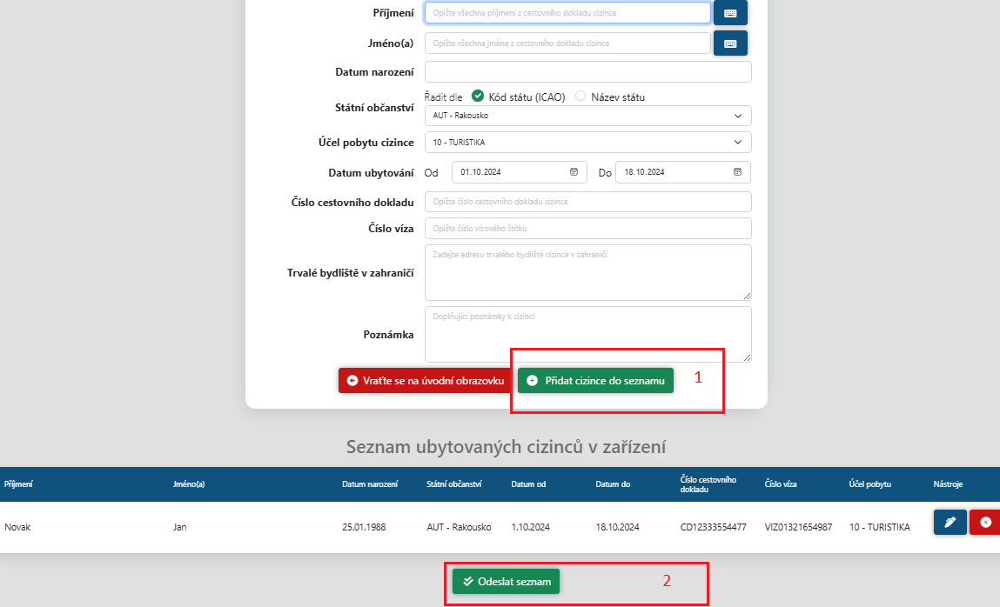 Příjmení Opište všechna příjmení z cestovního dokladu cizince
Jméno(a) Opište všechna jména z cestovního dokladu cizince
Datum narození
Řadit dle Kód státu (ICAO) Název státu
Státní občanství
AUT - Rakousko
Účel pobytu cizince 10 - TURISTIKA
Datum ubytování Od 01.10.2024 Do 18.10.2024
Číslo cestovního dokladu Opište číslo cestovního dokladu cizince
Číslo víza Opište číslo vízového štítku
Zadejte adresu trvalého bydliště cizince v zahraničí
Trvalé bydliště v zahraničí
Doplňující poznámky k cizinci
Poznámka
Vraťte se na úvodní obrazovku Přidat cizince do seznamu 1
Seznam ubytovaných cizinců v zařízení
Příjmení Jméno(a) Datum narození Státní občanství Datum od Datum do Číslo cestovního dokladu Číslo víza Účel pobytu Nástroje
Novak Jan 25.01.1988 AUT - Rakousko 1.10.2024 18.10.2024 CD12333554477 VIZ01321654987 10 - TURISTIKA
Odeslat seznam 2